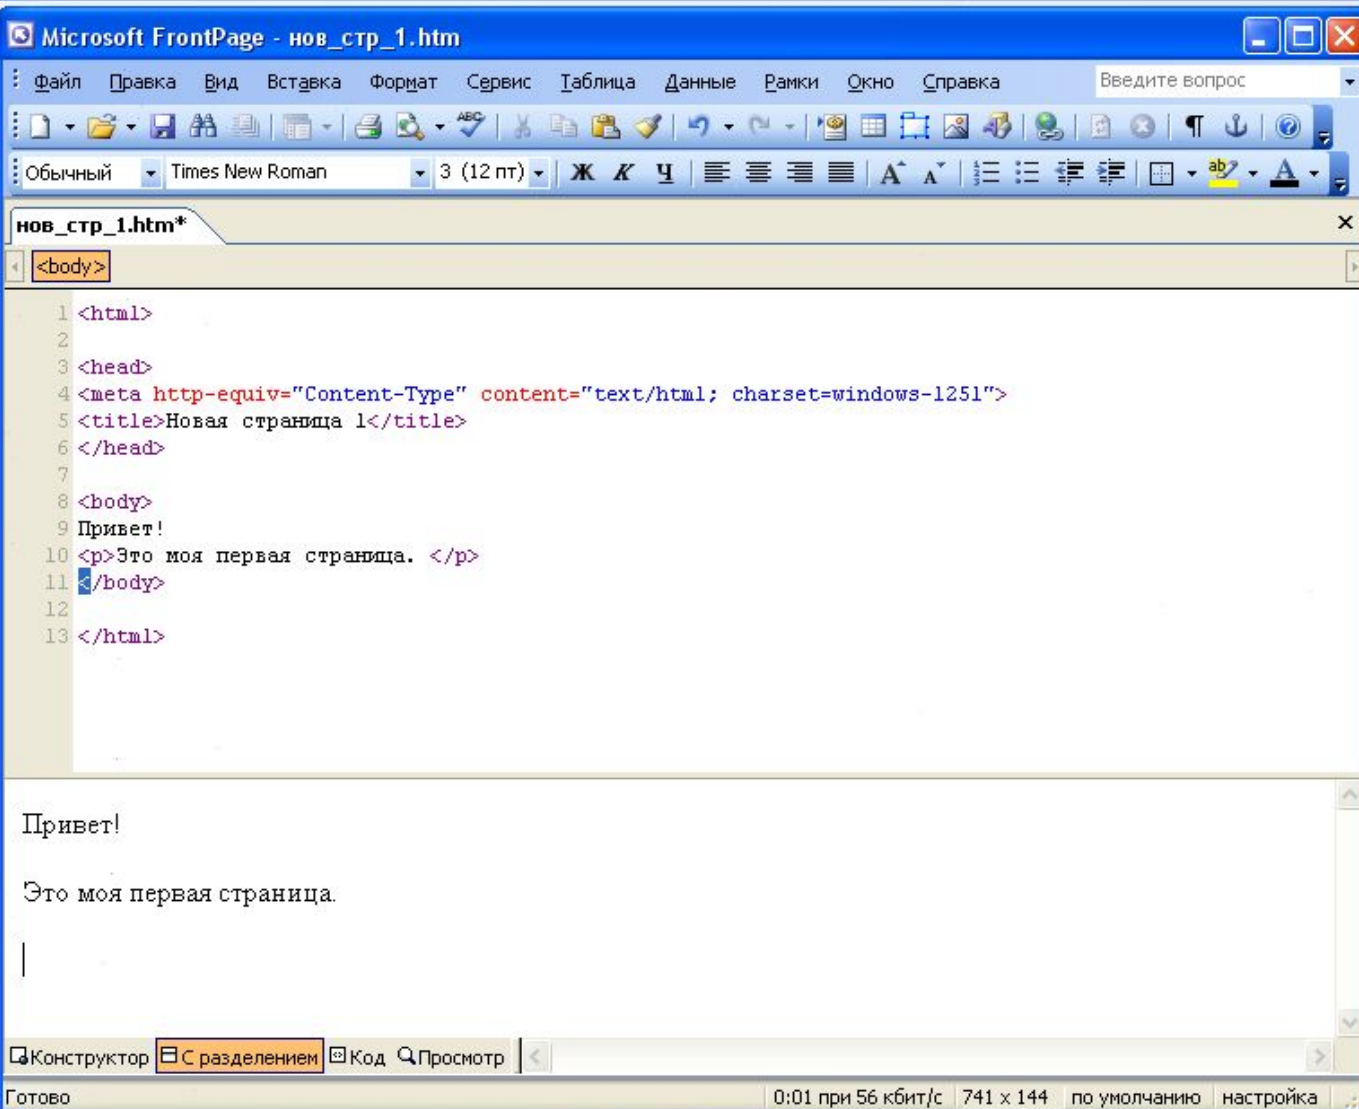 Microsoft FrontPage - нов_стр_1.htm
Файл Правка Вид Вставка Формат Сервис Таблица Данные Рамки Окно Справка Введите вопрос
Обычный Times New Roman 3 (12 пт) Ж К Ч
нов_стр_1.htm*
<body>
1 <html>
2
3 <head>
4 <meta http-equiv="Content-Type" content="text/html; charset=windows-1251">
5 <title>Новая страница 1</title>
6 </head>
7
8 <body>
9 Привет!
10 <p>Это моя первая страница. </p>
11 </body>
12
13 </html>
Привет!
Это моя первая страница.
Конструктор С разделением Код Просмотр
Готово 0:01 при 56 кбит/с 741 x 144 по умолчанию настройка